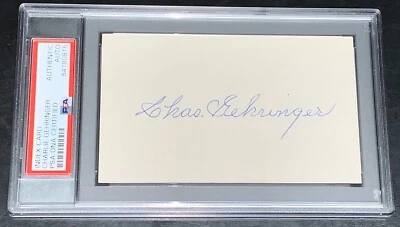 INDEX CARD
CHARLIE GEHRINGER
PSA/DNA CERTIFIED
AUTHENTIC
AUTO
PSA
Chas. Gehringer